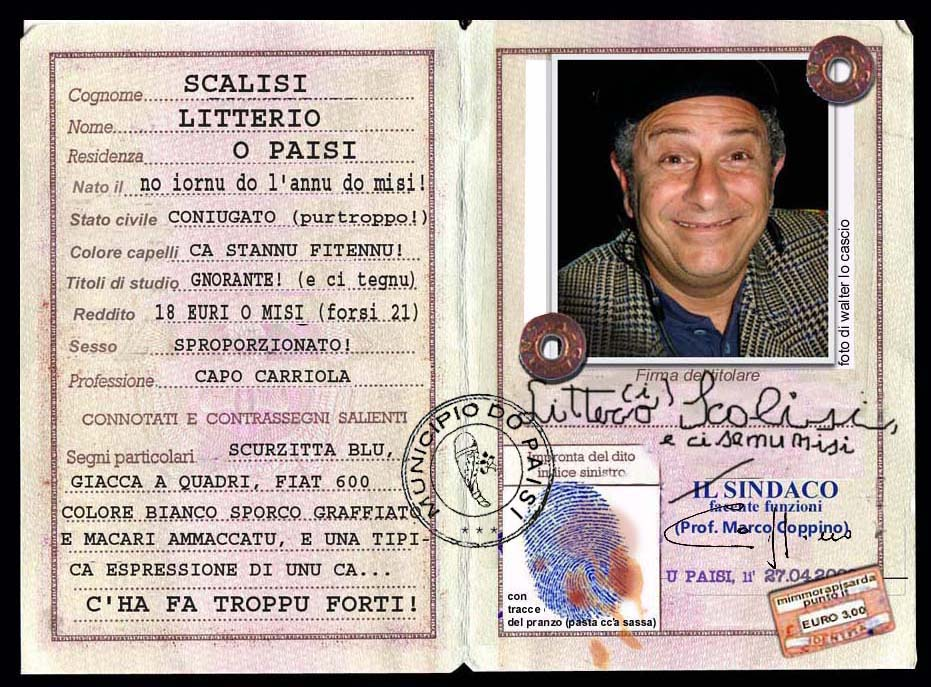 Cognome SCALISI
Nome LITTERIO
Residenza O PAISI
Nato il no iornu do l'annu do misi!
Stato civile CONIUGATO (purtroppo!)
Colore capelli CA STANNU FITENNU!
Titoli di studio GNORANTE! (e ci tegnu)
Reddito 18 EURI O MISI (forsi 21)
Sesso SPROPORZIONATO!
Professione CAPO CARRIOLA
CONNOTATI E CONTRASSEGNI SALIENTI
Segni particolari SCURZITTA BLU,
GIACCA A QUADRI, FIAT 600
COLORE BIANCO SPORCO GRAFFIATO
E MACARI AMMACCATU, E UNA TIPI-
CA ESPRESSIONE DI UNU CA...
C'HA FA TROPPU FORTI!
MUNICIPIO DO PAISI
***
foto di walter lo cascio
Firma del titolare
Litterio Scalisi,
e ci semu misi
Impronta del dito
indice sinistro
con
tracce
del pranzo (pasta cc'a sassa)
IL SINDACO
facente funzioni
(Prof. Marco Coppino)
U PAISI, 11' 27.04.
mimmorapisarda
punto it
EURO 3,00
IDENTITA'